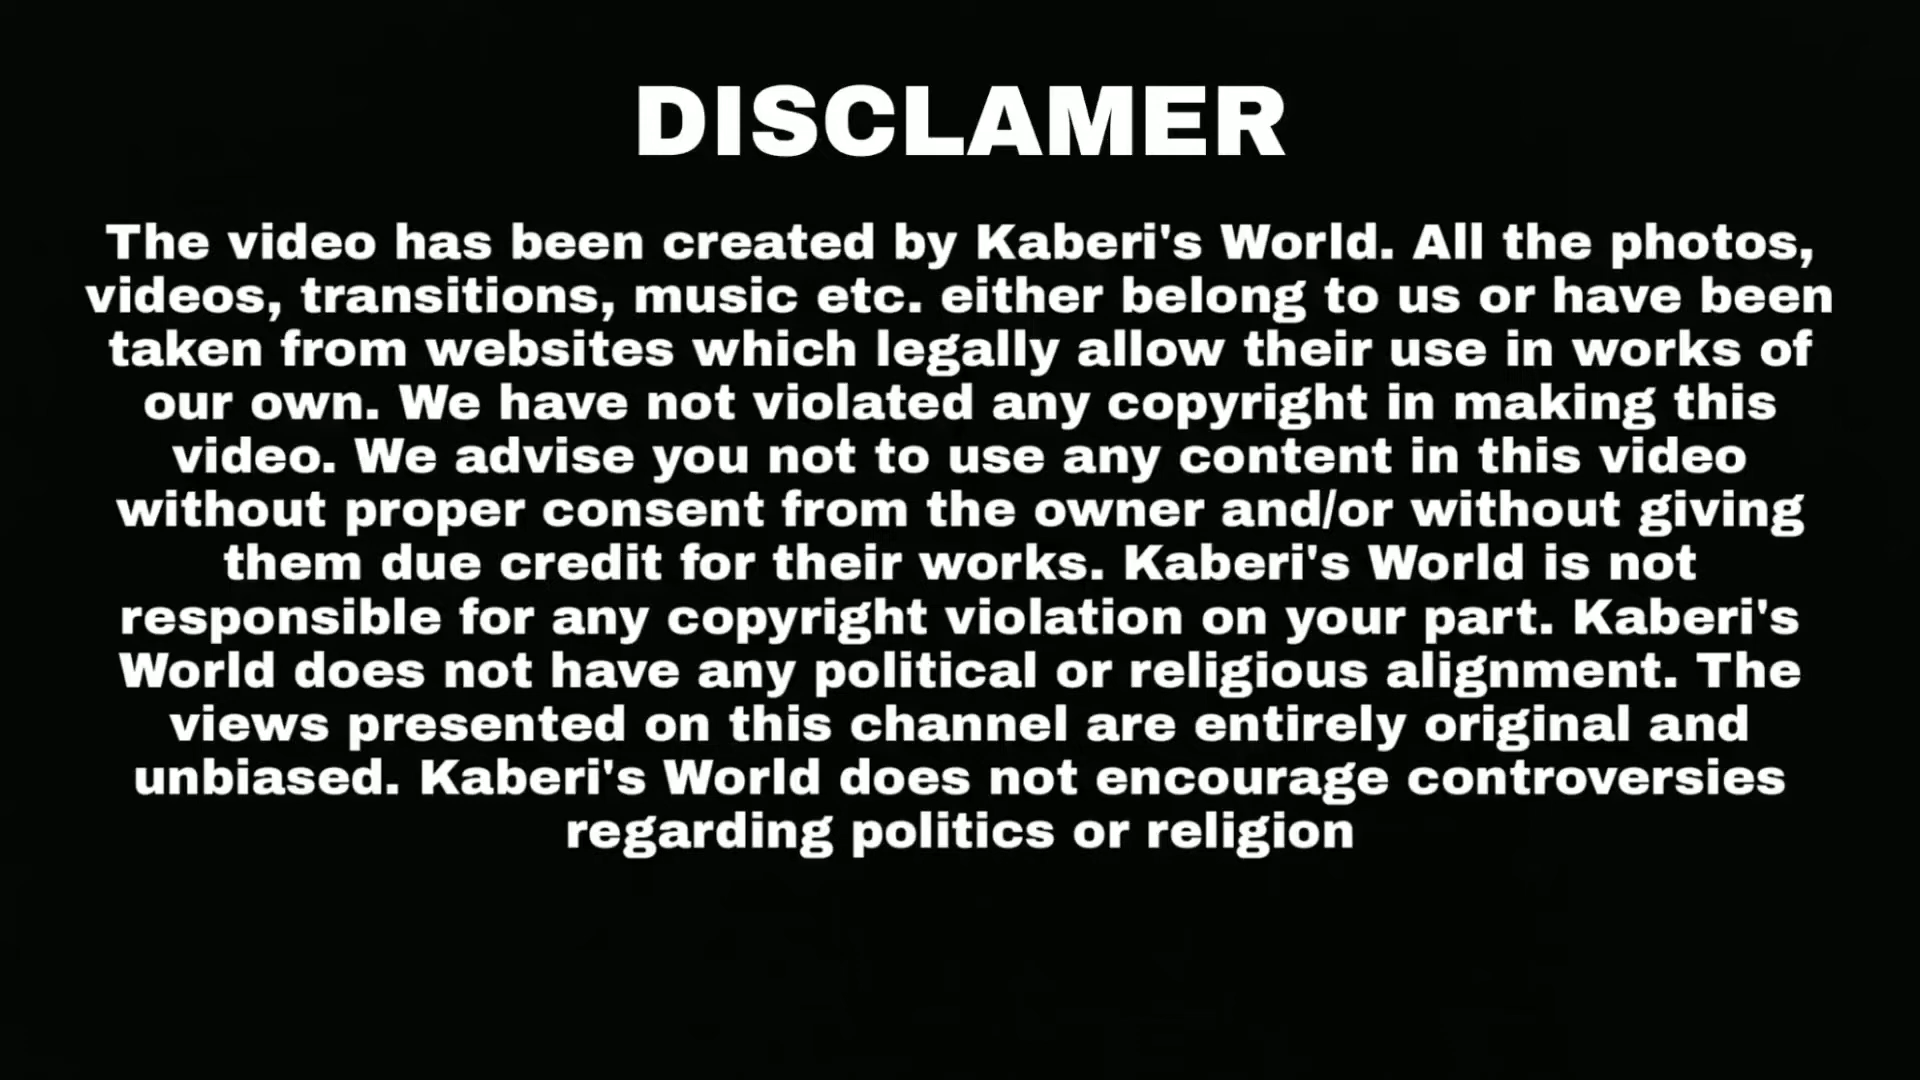 DISCLAMER
The video has been created by Kaberi's World. All the photos,
videos, transitions, music etc. either belong to us or have been
taken from websites which legally allow their use in works of
our own. We have not violated any copyright in making this
video. We advise you not to use any content in this video
without proper consent from the owner and/or without giving
them due credit for their works. Kaberi's World is not
responsible for any copyright violation on your part. Kaberi's
World does not have any political or religious alignment. The
views presented on this channel are entirely original and
unbiased. Kaberi's World does not encourage controversies
regarding politics or religion